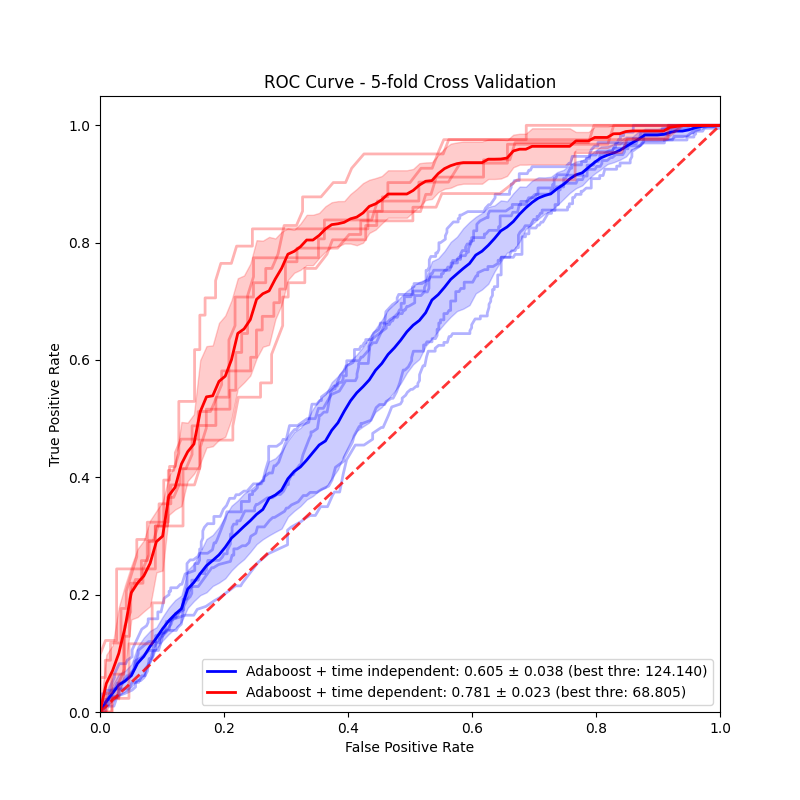 ROC Curve - 5-fold Cross Validation
True Positive Rate
1.0
0.8
0.6
0.4
0.2
0.0
Adaboost + time independent: 0.605 ± 0.038 (best thre: 124.140)
Adaboost + time dependent: 0.781 ± 0.023 (best thre: 68.805)
0.0 0.2 0.4 0.6 0.8 1.0
False Positive Rate